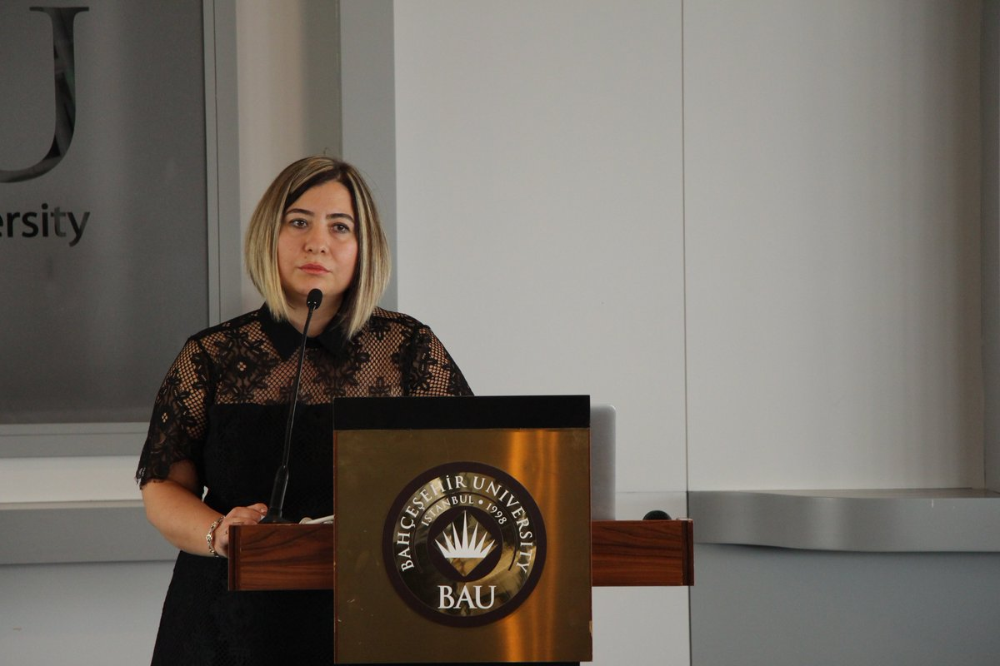 U
ersity
BAHÇEŞEHİR UNIVERSITY
ISTANBUL • 1998
BAU